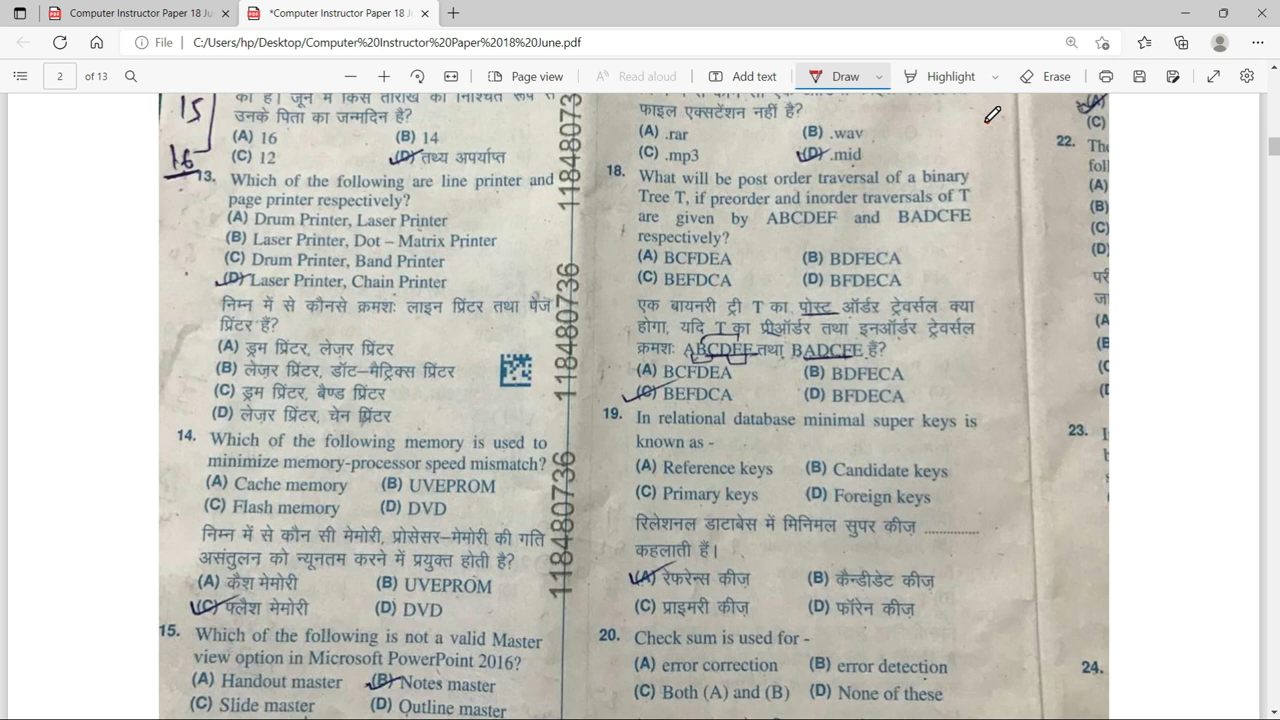 Computer Instructor Paper 18 Ju
*Computer Instructor Paper 18 J
File
C:/Users/hp/Desktop/Computer%20Instructor%20Paper%2018%20June.pdf
2 of 13
Page view
Read aloud
Add text
Draw
Highlight
Erase
15
16
उनके पिता का जन्मदिन है?
(A) 16
(B) 14
(C) 12
(D) तथ्य अपर्याप्त
13. Which of the following are line printer and
page printer respectively?
(A) Drum Printer, Laser Printer
(B) Laser Printer, Dot – Matrix Printer
(C) Drum Printer, Band Printer
(D) Laser Printer, Chain Printer
निम्न में से कौनसे क्रमशः लाइन प्रिंटर तथा पेज
प्रिंटर हैं?
(A) ड्रम प्रिंटर, लेज़र प्रिंटर
(B) लेज़र प्रिंटर, डॉट–मैट्रिक्स प्रिंटर
(C) ड्रम प्रिंटर, बैण्ड प्रिंटर
(D) लेज़र प्रिंटर, चेन प्रिंटर
14. Which of the following memory is used to
minimize memory-processor speed mismatch?
(A) Cache memory
(B) UVEPROM
(C) Flash memory
(D) DVD
निम्न में से कौन सी मेमोरी, प्रोसेसर–मेमोरी की गति
असंतुलन को न्यूनतम करने में प्रयुक्त होती है?
(A) कैश मेमोरी
(B) UVEPROM
(C) फ्लैश मेमोरी
(D) DVD
15. Which of the following is not a valid Master
view option in Microsoft PowerPoint 2016?
(A) Handout master
(B) Notes master
(C) Slide master
(D) Outline master
118480736
118480736
118480736
फाइल एक्सटेंशन नहीं है?
(A) .rar
(B) .wav
(C) .mp3
(D) .mid
18. What will be post order traversal of a binary
Tree T, if preorder and inorder traversals of T
are given by ABCDEF and BADCFE
respectively?
(A) BCFDEA
(B) BDFECA
(C) BEFDCA
(D) BFDECA
एक बायनरी ट्री T का पोस्ट ऑर्डर ट्रेवर्सल क्या
होगा, यदि T का प्रीऑर्डर तथा इनऑर्डर ट्रेवर्सल
क्रमशः ABCDEF तथा BADCFE हैं?
(A) BCFDEA
(B) BDFECA
(C) BEFDCA
(D) BFDECA
19. In relational database minimal super keys is
known as -
(A) Reference keys
(B) Candidate keys
(C) Primary keys
(D) Foreign keys
रिलेशनल डाटाबेस में मिनिमल सुपर कीज़ ..............
कहलाती हैं।
(A) रेफरेन्स कीज़
(B) कैन्डीडेट कीज़
(C) प्राइमरी कीज़
(D) फॉरेन कीज़
20. Check sum is used for -
(A) error correction
(B) error detection
(C) Both (A) and (B)
(D) None of these
(A)
(C)
22. The
foll
(A)
(B)
(C)
(D)
23.
24.